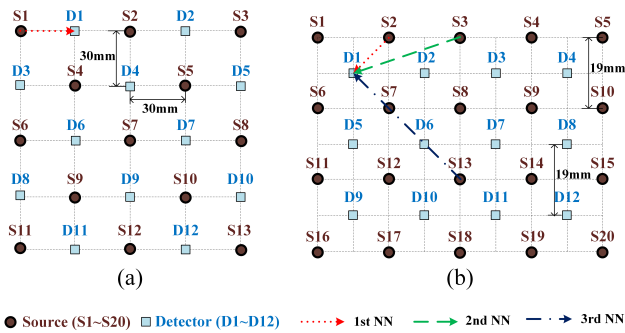 S1 D1 S2 D2 S3
30mm
D3 S4 D4 S5 D5
30mm
S6 D6 S7 D7 S8
D8 S9 D9 S10 D10
S11 D11 S12 D12 S13
(a)
S1 S2 S3 S4 S5
D1 D2 D3 D4
19mm
S6 S7 S8 S9 S10
D5 D6 D7 D8
S11 S12 S13 S14 S15
19mm
D9 D10 D11 D12
S16 S17 S18 S19 S20
(b)
Source (S1~S20) Detector (D1~D12) 1st NN 2nd NN 3rd NN